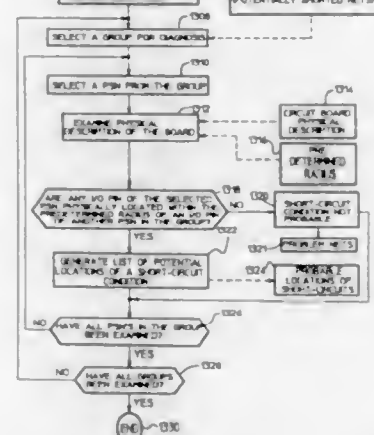 POTENTIALLY SHORTED NETS
1308
SELECT A GROUP FOR DIAGNOSIS
1310
SELECT A PSN FROM THE GROUP
1312
EXAMINE PHYSICAL
DESCRIPTION OF THE BOARD
1314
CIRCUIT BOARD
PHYSICAL
DESCRIPTION
1316
PRE
DETERMINED
RADIUS
1318
ARE ANY I/O PIN OF THE SELECTED
PSN PHYSICALLY LOCATED WITHIN THE
PREDETERMINED RADIUS OF AN I/O PIN
OF ANOTHER PSN IN THE GROUP?
NO
YES
1320
SHORT-CIRCUIT
CONDITION NOT
PROBABLE
1321
PROBLEM NETS
1322
GENERATE LIST OF POTENTIAL
LOCATIONS OF A SHORT-CIRCUIT
CONDITION
1324
PROBABLE
LOCATIONS OF
SHORT-CIRCUITS
NO
HAVE ALL PSN'S IN THE GROUP
BEEN EXAMINED?
YES
NO
HAVE ALL GROUPS
BEEN EXAMINED?
YES
END
1330